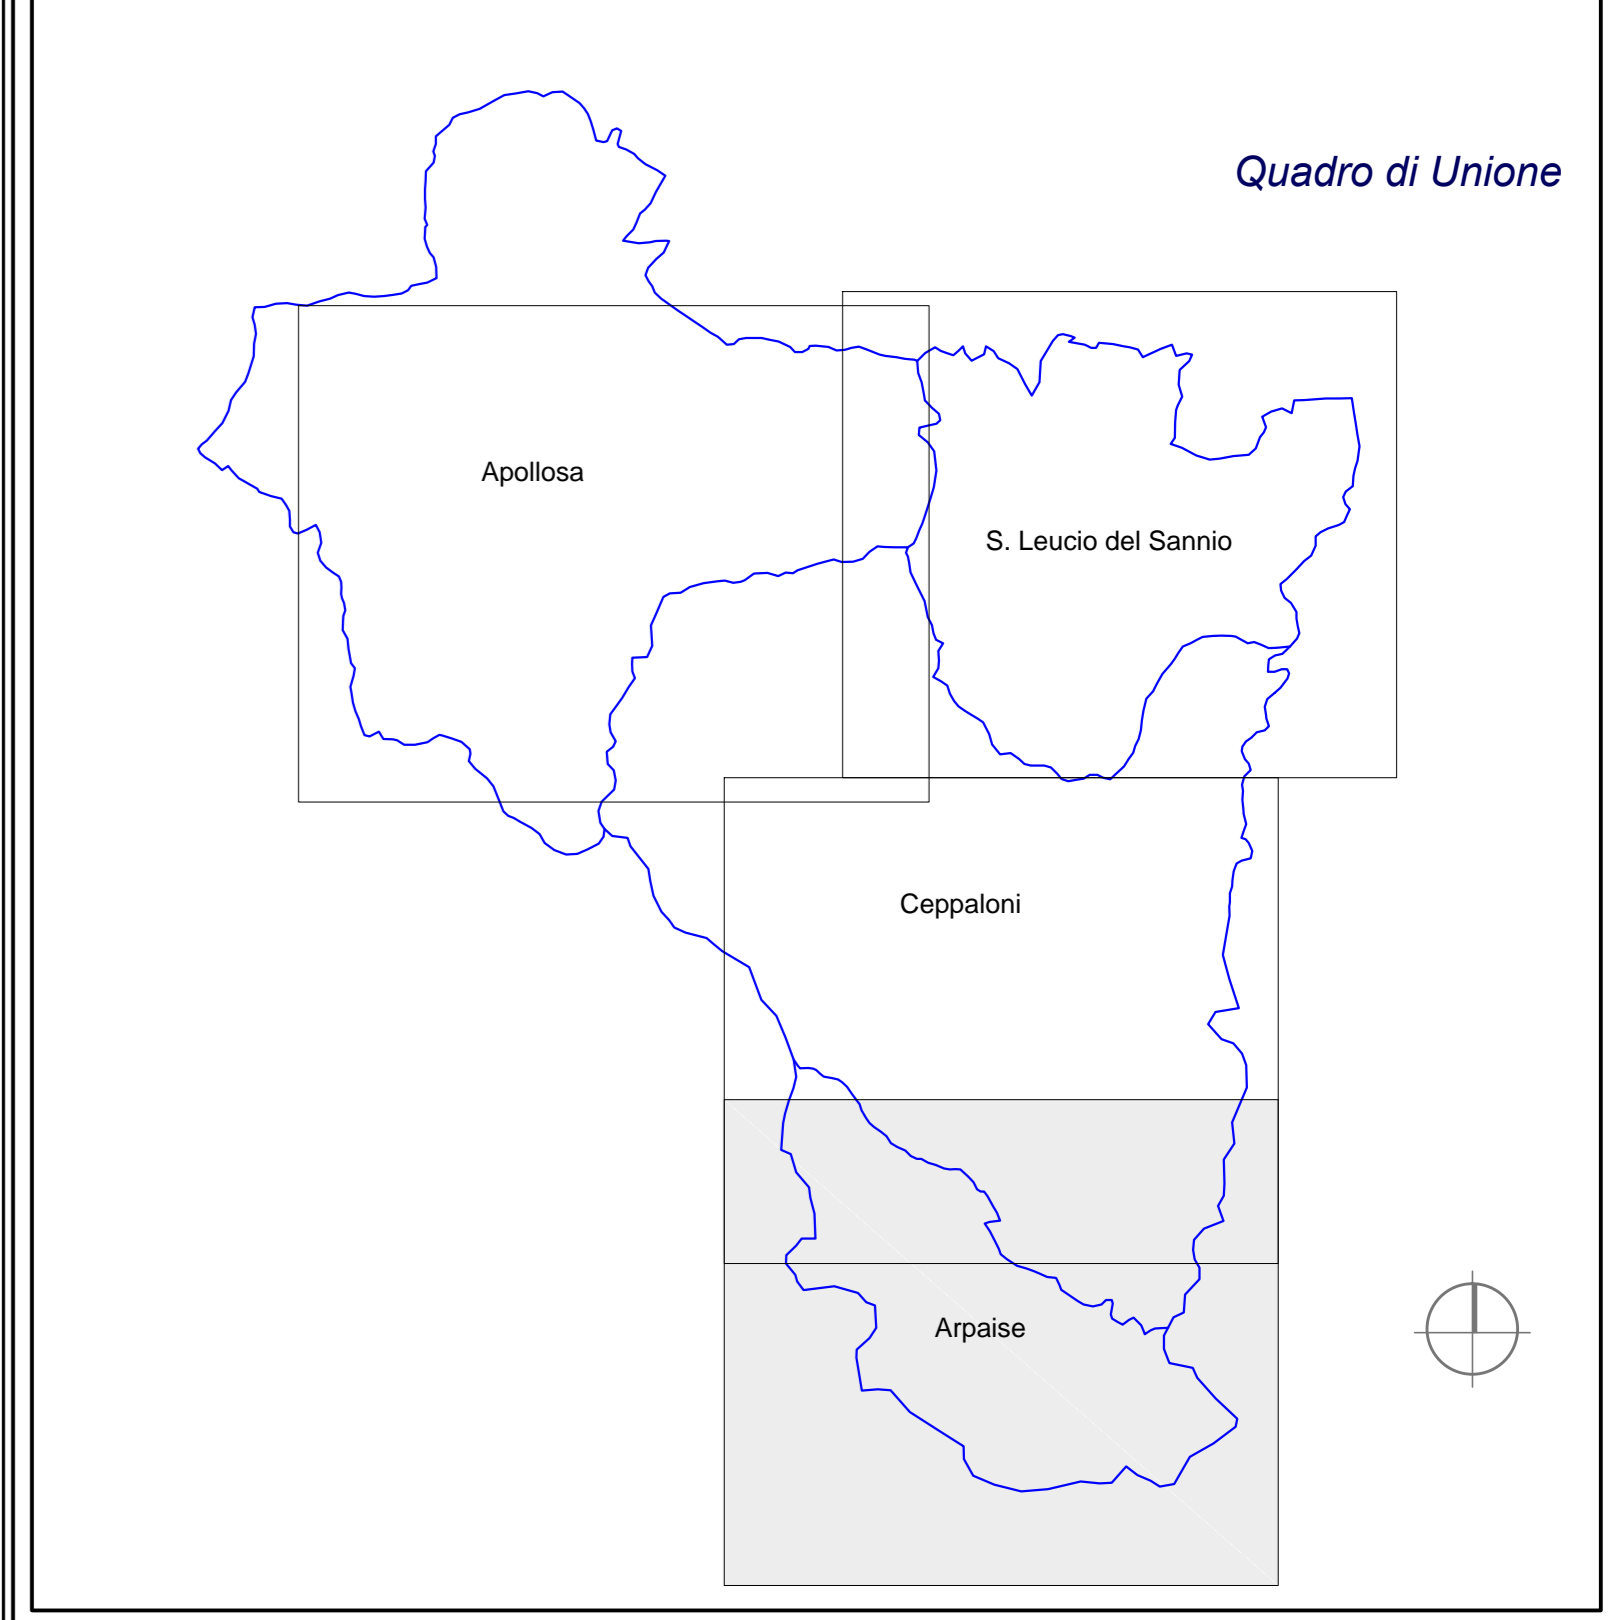 Quadro di Unione
Apollosa
S. Leucio del Sannio
Ceppaloni
Arpaise